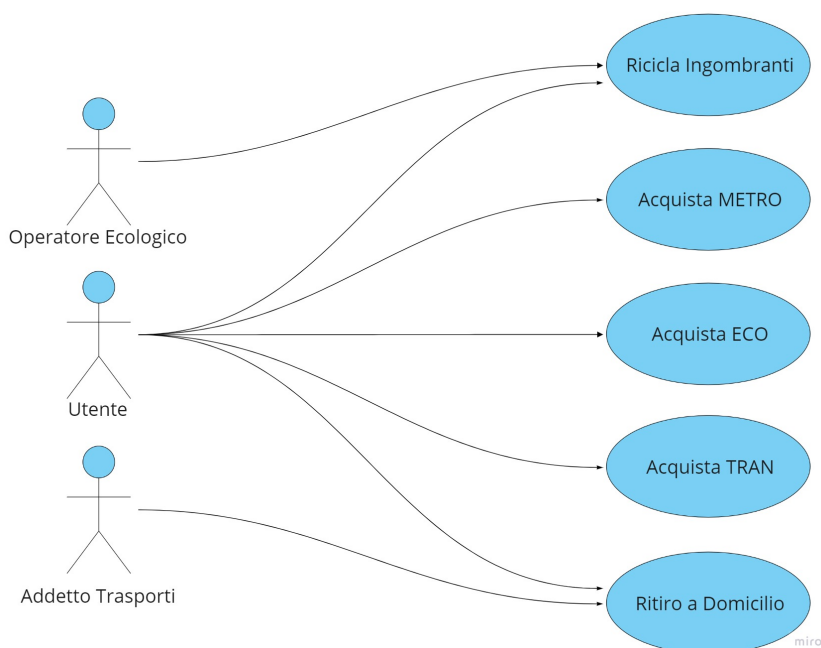 Ricicla Ingombranti
Operatore Ecologico
Acquista METRO
Acquista ECO
Utente
Acquista TRAN
Addetto Trasporti
Ritiro a Domicilio
miro